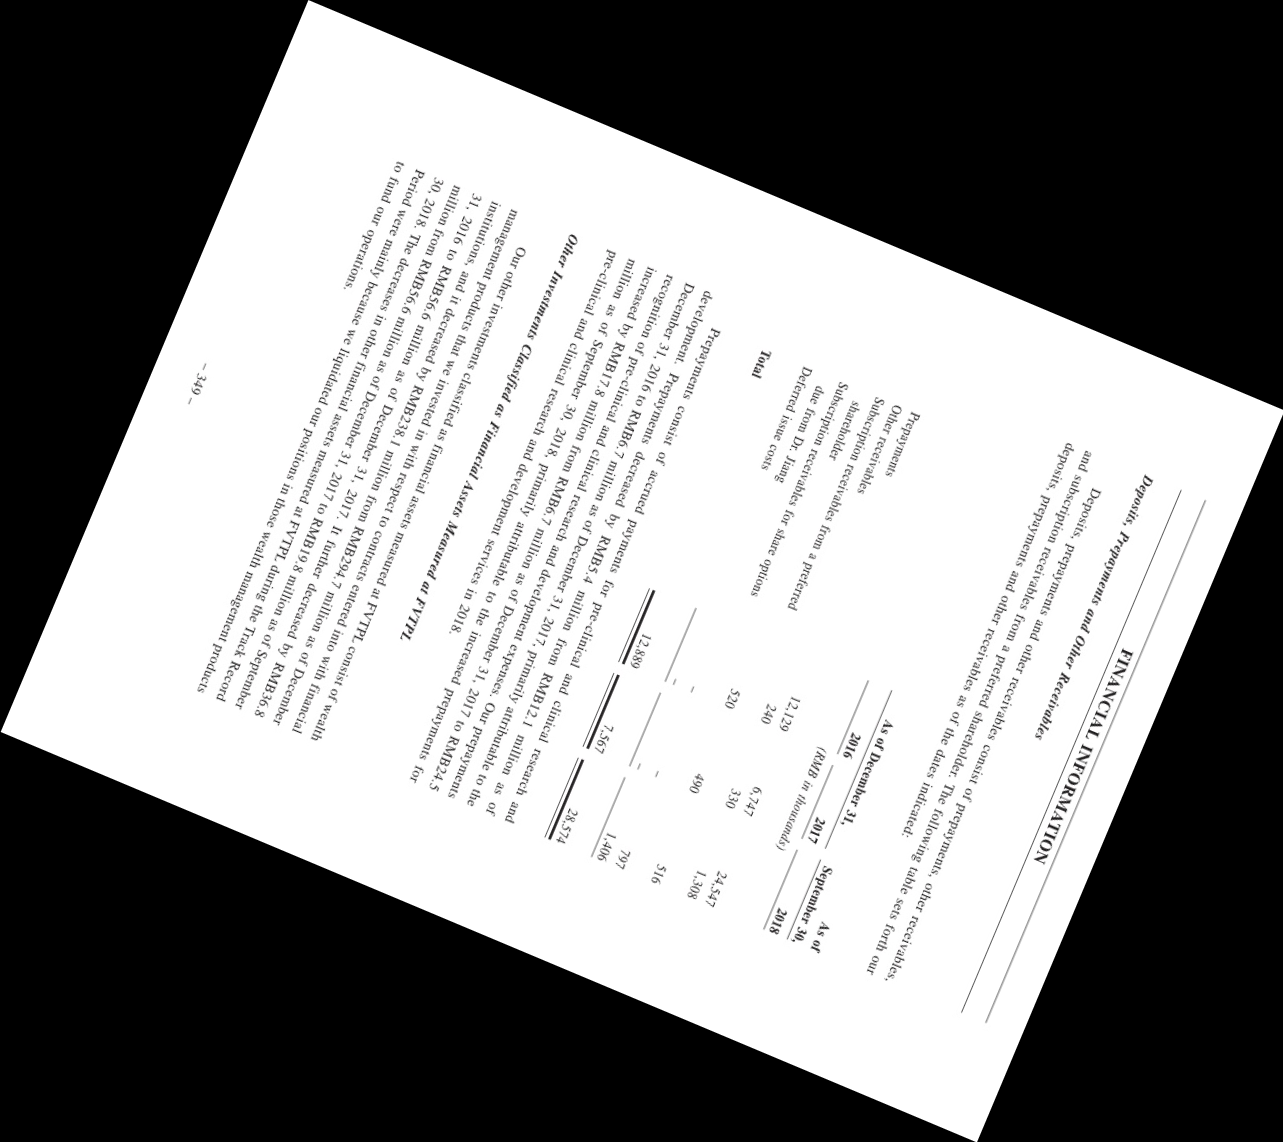 FINANCIAL INFORMATION
Deposits, Prepayments and Other Receivables
Deposits, prepayments and other receivables consist of prepayments, other receivables,
and subscription receivables from a preferred shareholder. The following table sets forth our
deposits, prepayments and other receivables as of the dates indicated:
As of
As of December 31, September 30,
2016 2017 2018
(RMB in thousands)
Prepayments 12,129 6,747 24,547
Other receivables 240 330 1,308
Subscription receivables from a preferred
shareholder 520 490 516
Subscription receivables for share options
due from Dr. Jiang – – 797
Deferred issue costs – – 1,406
Total 12,889 7,567 28,574
Prepayments consist of accrued payments for pre-clinical and clinical research and
development. Prepayments decreased by RMB5.4 million from RMB12.1 million as of
December 31, 2016 to RMB6.7 million as of December 31, 2017, primarily attributable to the
recognition of pre-clinical and clinical research and development expenses. Our prepayments
increased by RMB17.8 million from RMB6.7 million as of December 31, 2017 to RMB24.5
million as of September 30, 2018, primarily attributable to the increased prepayments for
pre-clinical and clinical research and development services in 2018.
Other Investments Classified as Financial Assets Measured at FVTPL
Our other investments classified as financial assets measured at FVTPL consist of wealth
management products that we invested in with respect to contracts entered into with financial
institutions, and it decreased by RMB238.1 million from RMB294.7 million as of December
31, 2016 to RMB56.6 million as of December 31, 2017. It further decreased by RMB36.8
million from RMB56.6 million as of December 31, 2017 to RMB19.8 million as of September
30, 2018. The decreases in other financial assets measured at FVTPL during the Track Record
Period were mainly because we liquidated our positions in those wealth management products
to fund our operations.
– 349 –